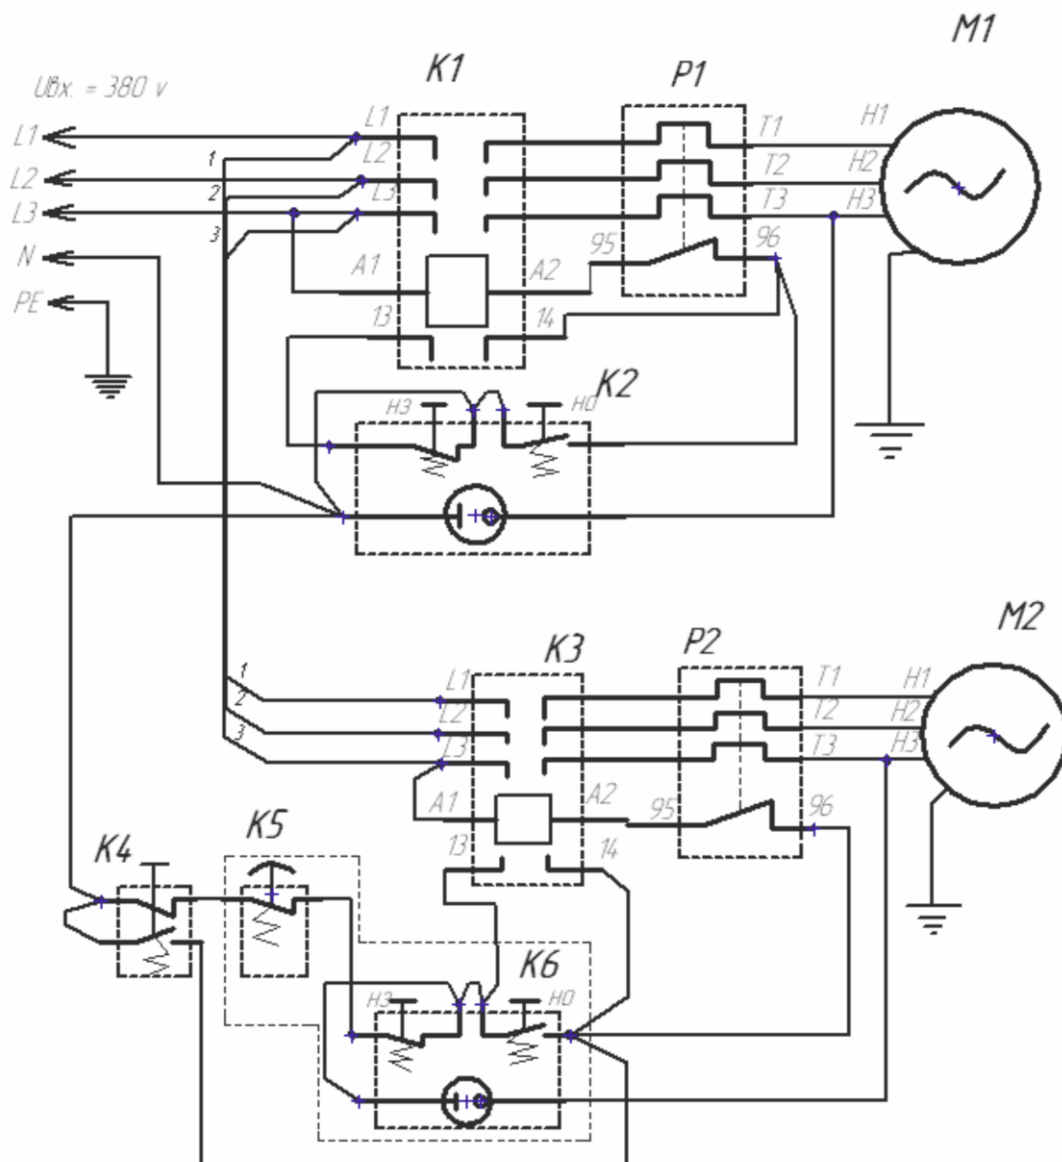 M1
K1
P1
Uвх. = 380 v
L1
L1
T1
H1
1
L2
L2
T2
H2
2
L3
L3
T3
H3
3
N
A1
A2
95
96
PE
13
14
K2
НЗ
НО
M2
K3
P2
1
L1
T1
H1
2
L2
T2
H2
3
L3
T3
H3
A1
A2
95
96
K4
K5
13
14
K6
НЗ
НО